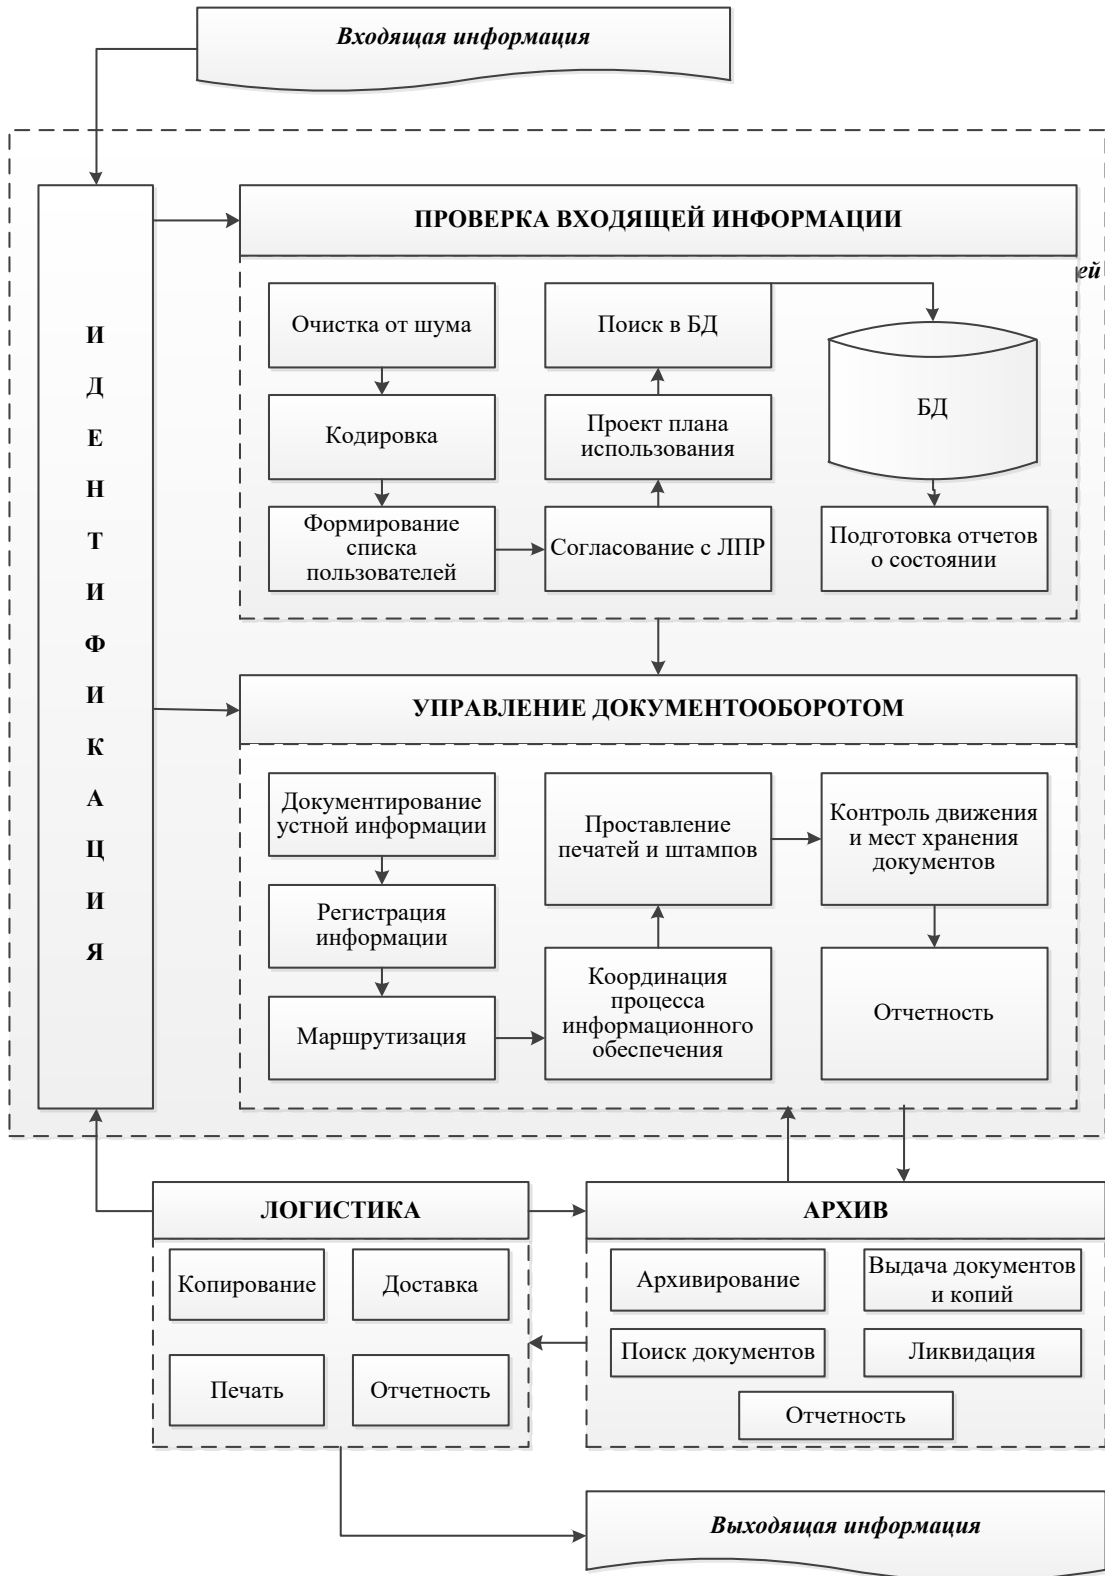 Входящая информация
ПРОВЕРКА ВХОДЯЩЕЙ ИНФОРМАЦИИ
ей
И
Д
Е
Н
Т
И
Ф
И
К
А
Ц
И
Я
Очистка от шума
Кодировка
Формирование
списка
пользователей
Поиск в БД
Проект плана
использования
Согласование с ЛПР
БД
Подготовка отчетов
о состоянии
УПРАВЛЕНИЕ ДОКУМЕНТООБОРОТОМ
Документирование
устной информации
Регистрация
информации
Маршрутизация
Проставление
печатей и штампов
Координация
процесса
информационного
обеспечения
Контроль движения
и мест хранения
документов
Отчетность
ЛОГИСТИКА
Копирование
Доставка
Печать
Отчетность
АРХИВ
Архивирование
Выдача документов
и копий
Поиск документов
Ликвидация
Отчетность
Выходящая информация